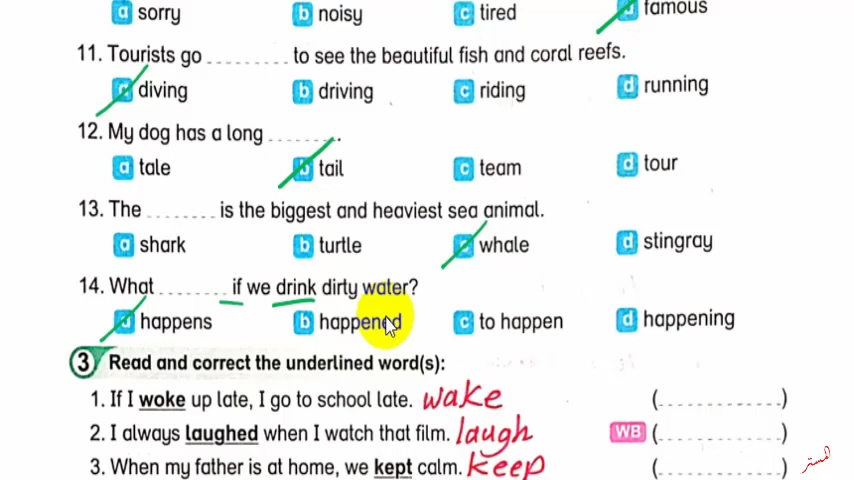 a sorry b noisy c tired d famous
11. Tourists go ......... to see the beautiful fish and coral reefs.
a diving b driving c riding d running
12. My dog has a long ........
a tale b tail c team d tour
13. The ........ is the biggest and heaviest sea animal.
a shark b turtle c whale d stingray
14. What ........ if we drink dirty water?
a happens b happened c to happen d happening
3 Read and correct the underlined word(s):
1. If I woke up late, I go to school late. wake (..............)
2. I always laughed when I watch that film. laugh WB (..............)
3. When my father is at home, we kept calm. keep (..............)
المستر